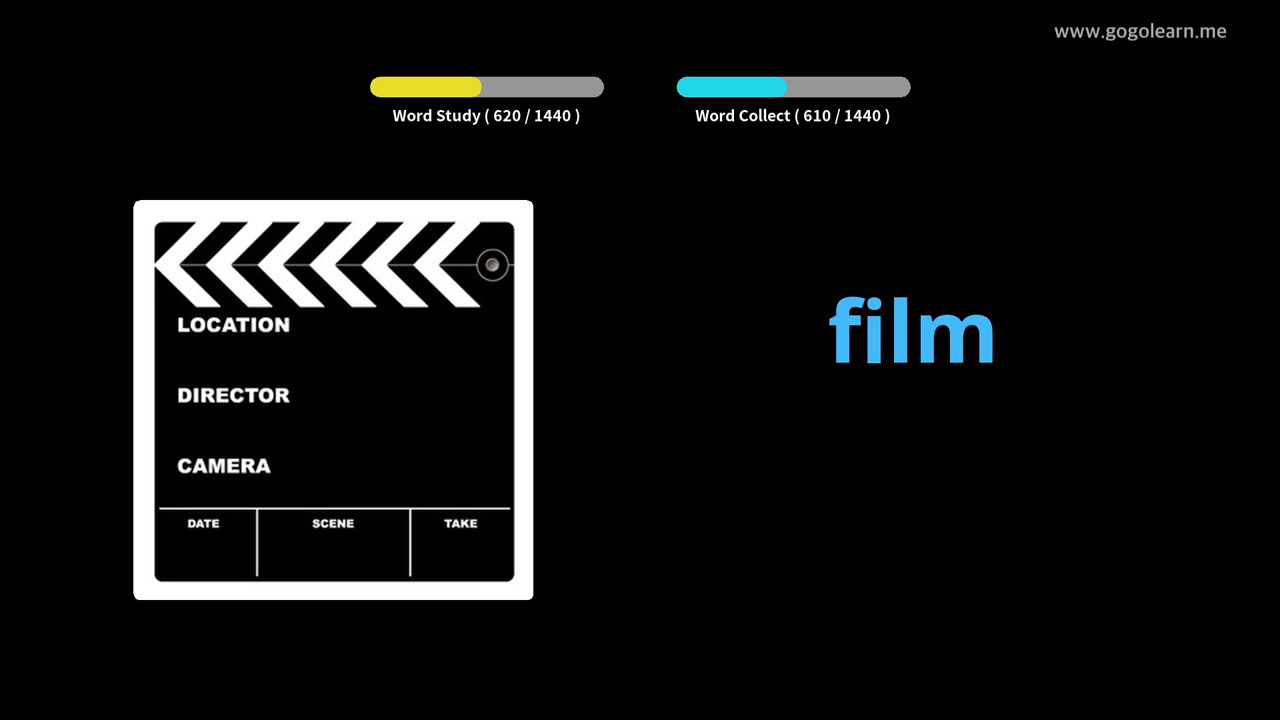 www.gogolearn.me
Word Study ( 620 / 1440 )
Word Collect ( 610 / 1440 )
LOCATION
DIRECTOR
CAMERA
DATE
SCENE
TAKE
film